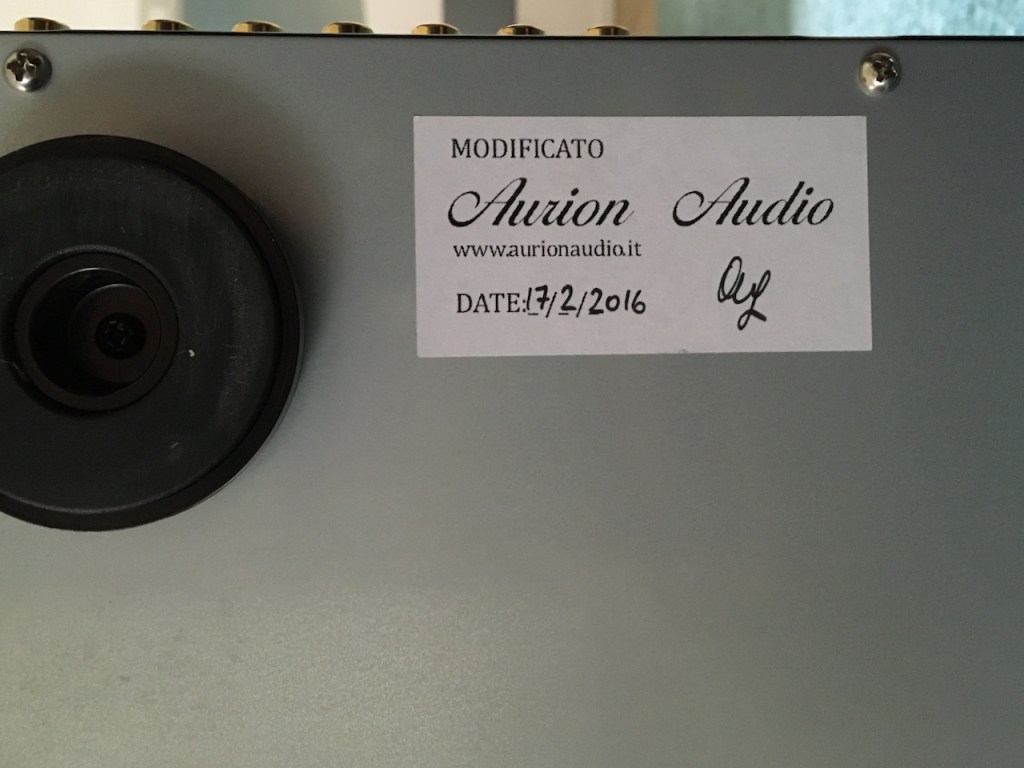 MODIFICATO
Aurion Audio
www.aurionaudio.it
DATE:17/2/2016